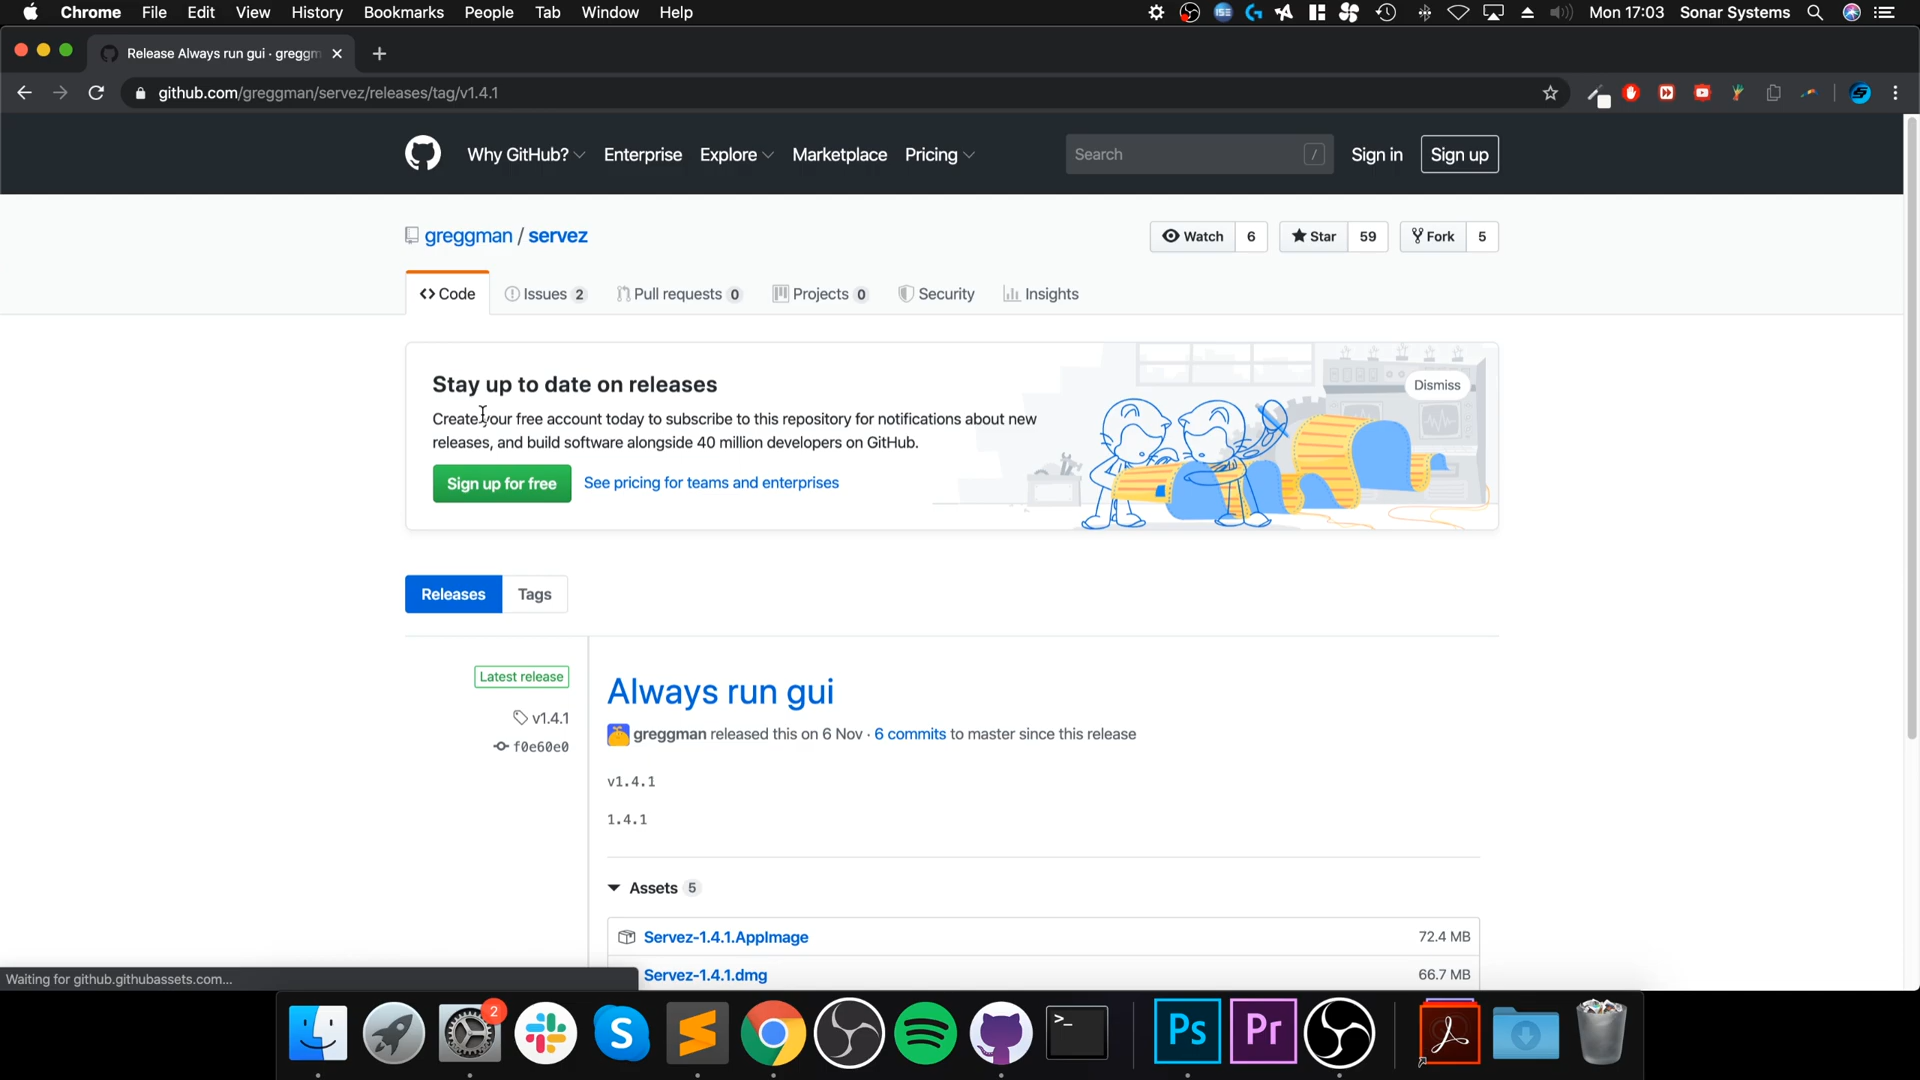 Chrome File Edit View History Bookmarks People Tab Window Help Mon 17:03 Sonar Systems
Release Always run gui · greggm
github.com/greggman/servez/releases/tag/v1.4.1
Why GitHub? Enterprise Explore Marketplace Pricing Search / Sign in Sign up
greggman / servez Watch 6 Star 59 Fork 5
Code Issues 2 Pull requests 0 Projects 0 Security Insights
Stay up to date on releases
Dismiss
Create your free account today to subscribe to this repository for notifications about new
releases, and build software alongside 40 million developers on GitHub.
Sign up for free See pricing for teams and enterprises
Releases Tags
Latest release
Always run gui
v1.4.1
greggman released this on 6 Nov · 6 commits to master since this release
f0e60e0
v1.4.1
1.4.1
Assets 5
Servez-1.4.1.AppImage 72.4 MB
Servez-1.4.1.dmg 66.7 MB
Waiting for github.githubassets.com...
2
S
>_
Ps
Pr